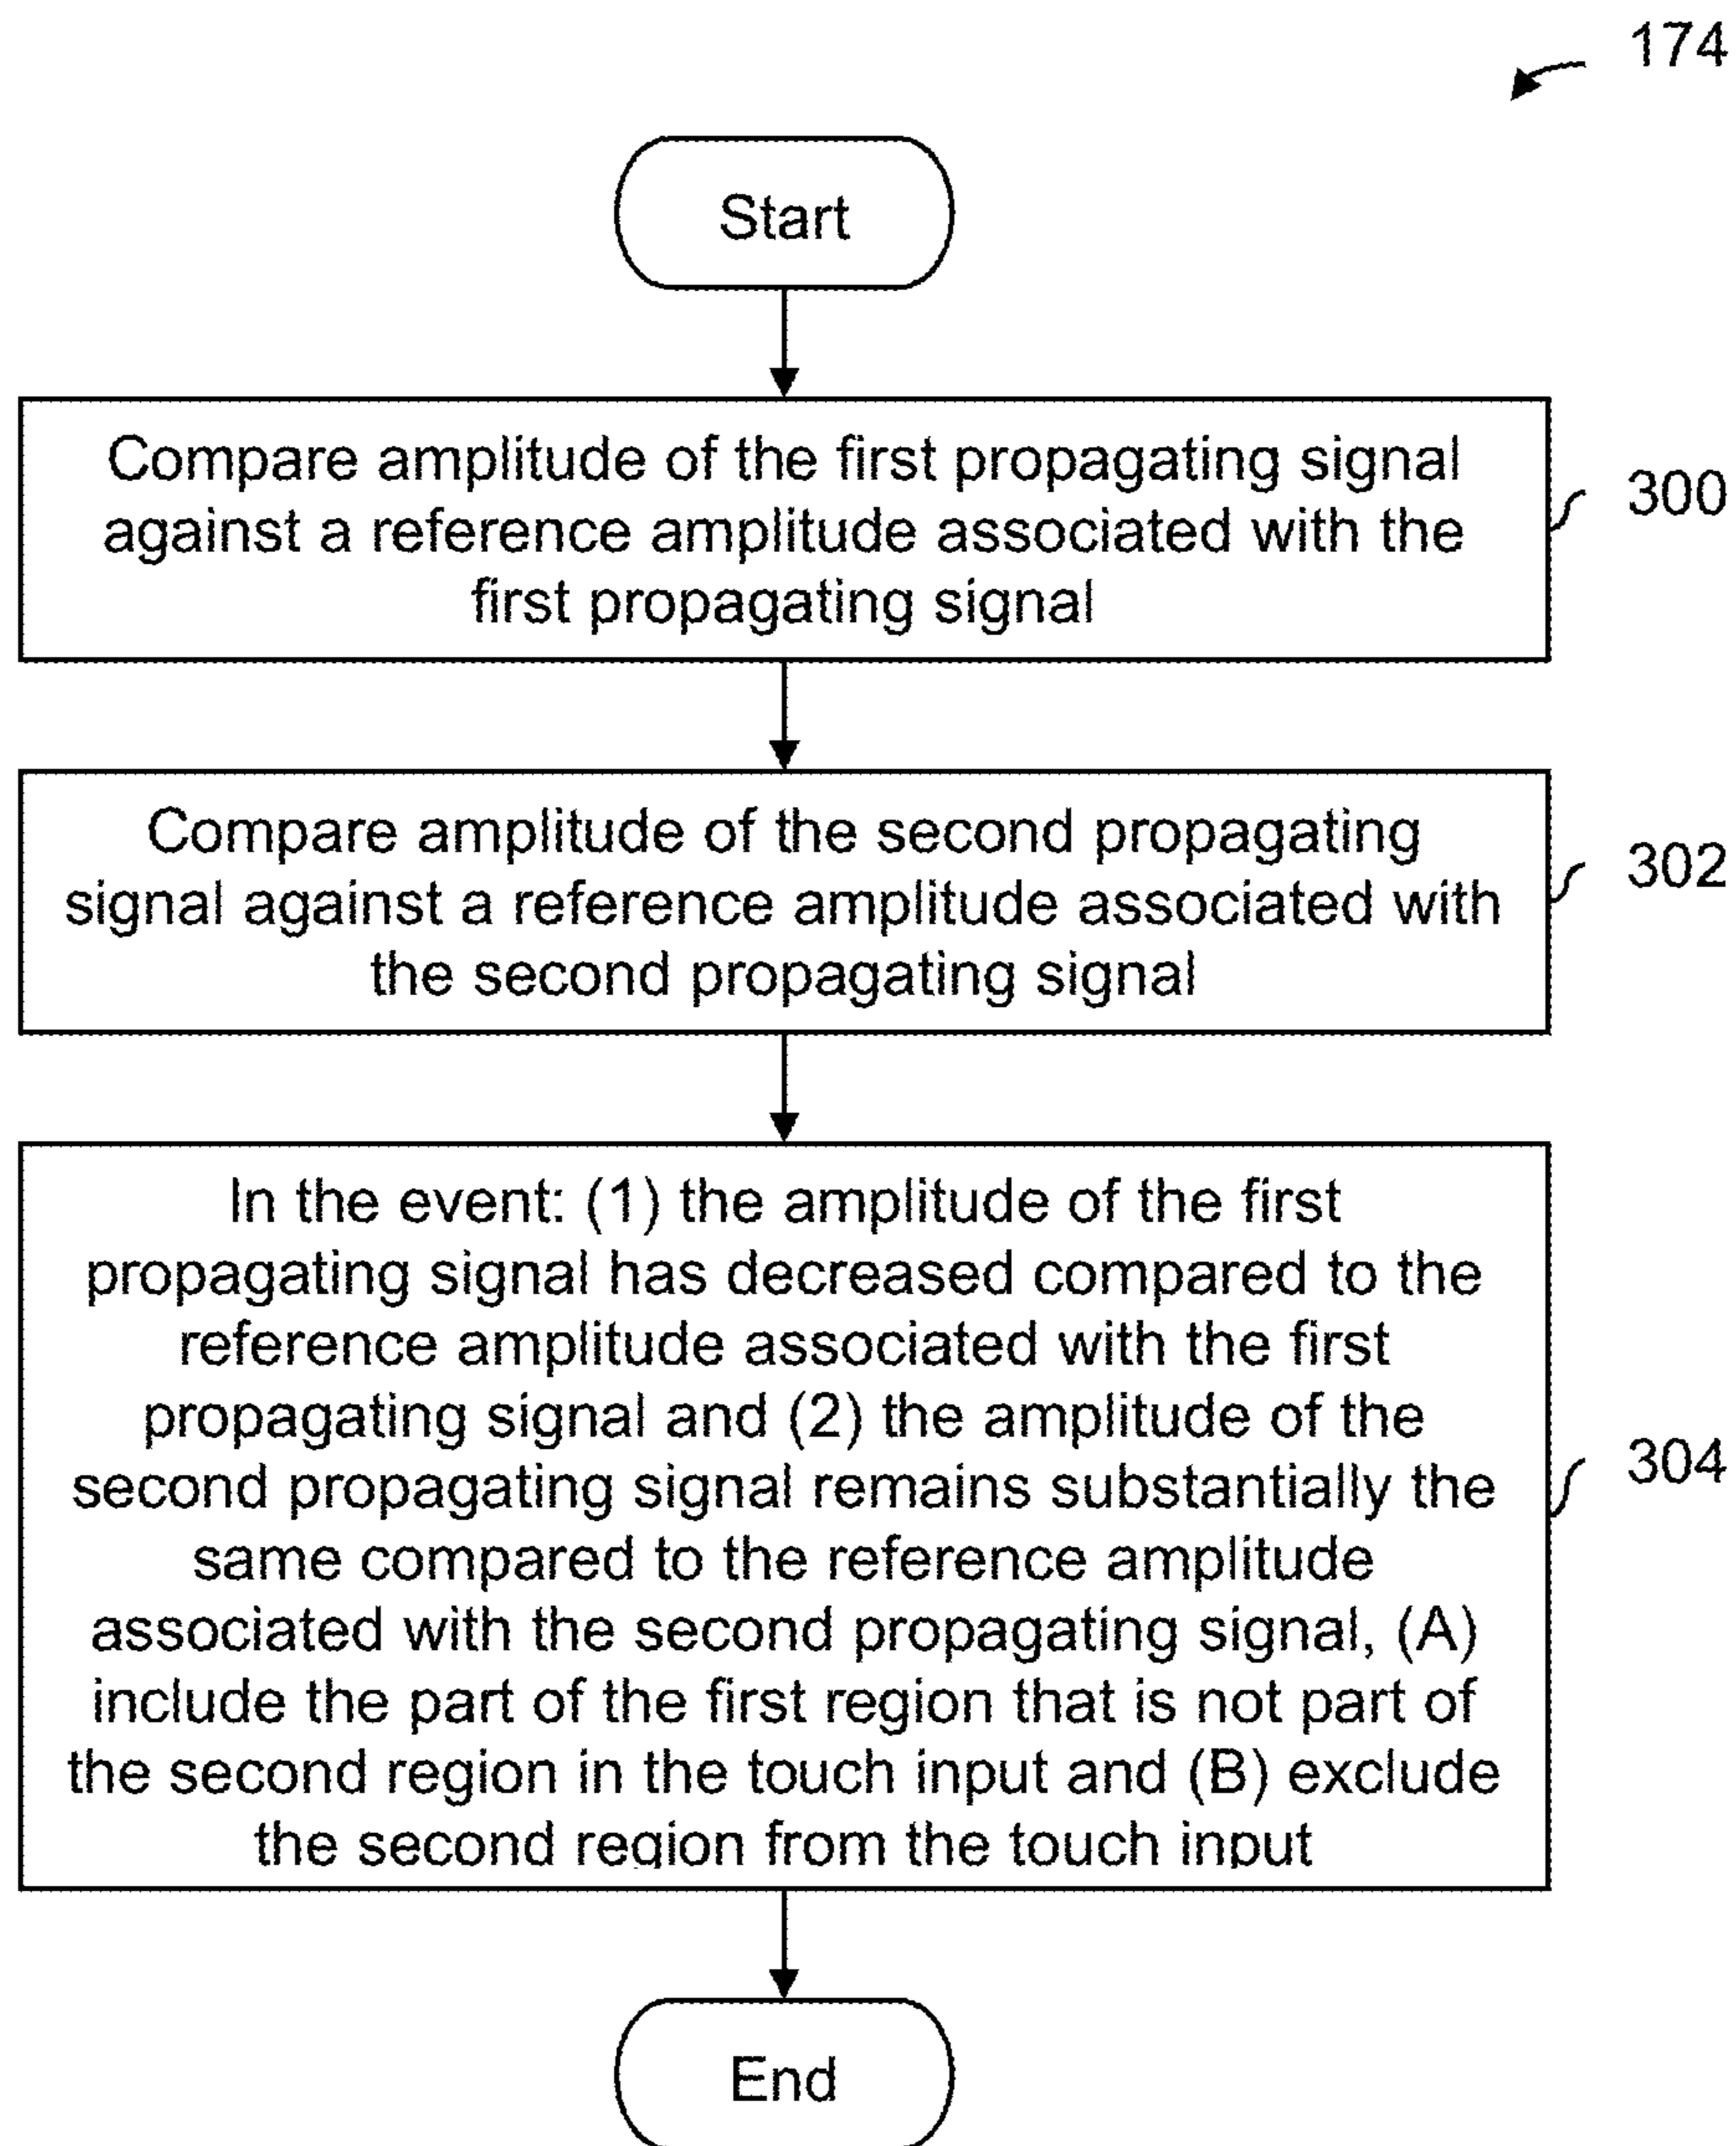 174
Start
Compare amplitude of the first propagating signal
against a reference amplitude associated with the
first propagating signal
300
Compare amplitude of the second propagating
signal against a reference amplitude associated with
the second propagating signal
302
In the event: (1) the amplitude of the first
propagating signal has decreased compared to the
reference amplitude associated with the first
propagating signal and (2) the amplitude of the
second propagating signal remains substantially the
same compared to the reference amplitude
associated with the second propagating signal, (A)
include the part of the first region that is not part of
the second region in the touch input and (B) exclude
the second region from the touch input
304
End